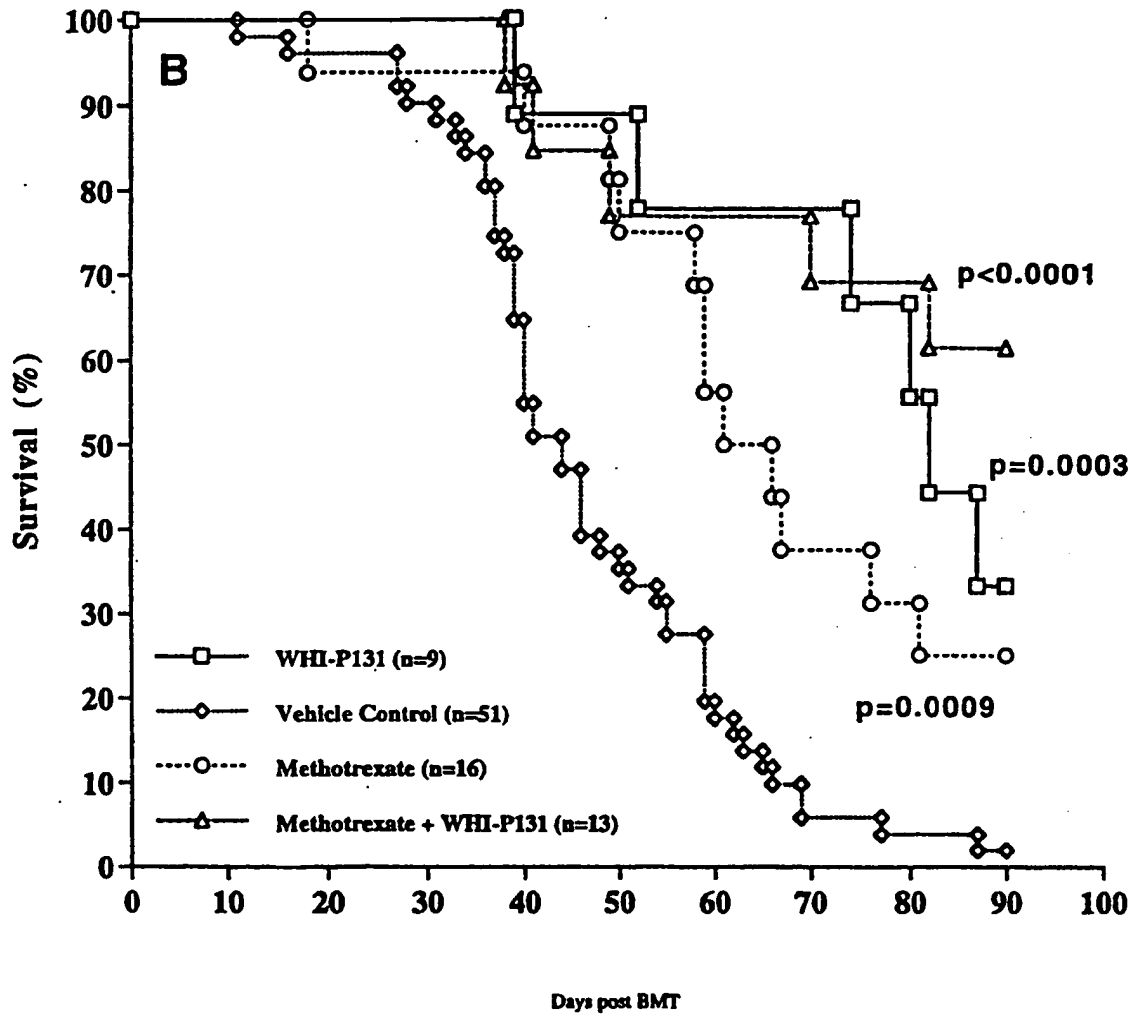 B
Survival (%)
100
90
80
70
60
50
40
30
20
10
0
p<0.0001
p=0.0003
p=0.0009
WHI-P131 (n=9)
Vehicle Control (n=51)
Methotrexate (n=16)
Methotrexate + WHI-P131 (n=13)
0 10 20 30 40 50 60 70 80 90 100
Days post BMT